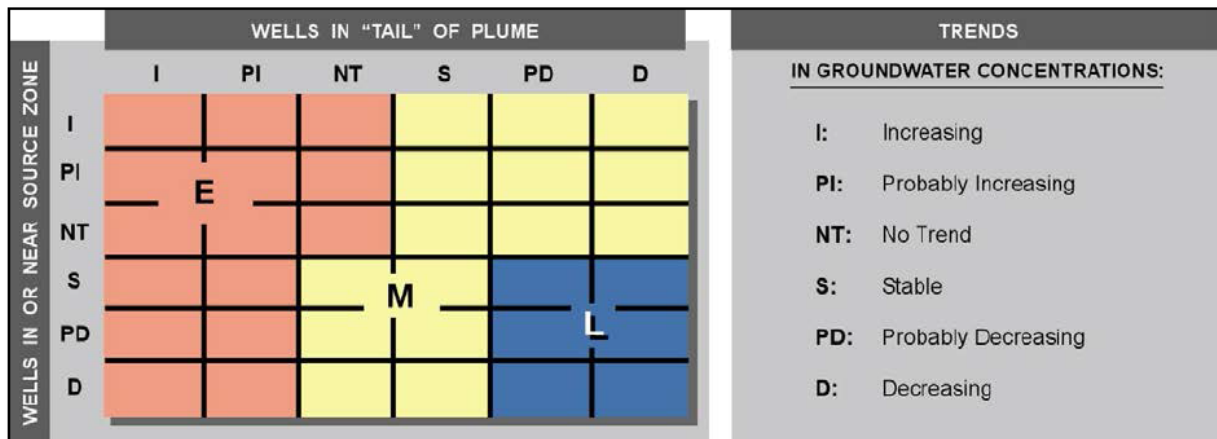 WELLS IN "TAIL" OF PLUME
WELLS IN OR NEAR SOURCE ZONE
I PI NT S PD D
I
PI
NT
S
PD
D
E
M
L
TRENDS
IN GROUNDWATER CONCENTRATIONS:
I: Increasing
PI: Probably Increasing
NT: No Trend
S: Stable
PD: Probably Decreasing
D: Decreasing